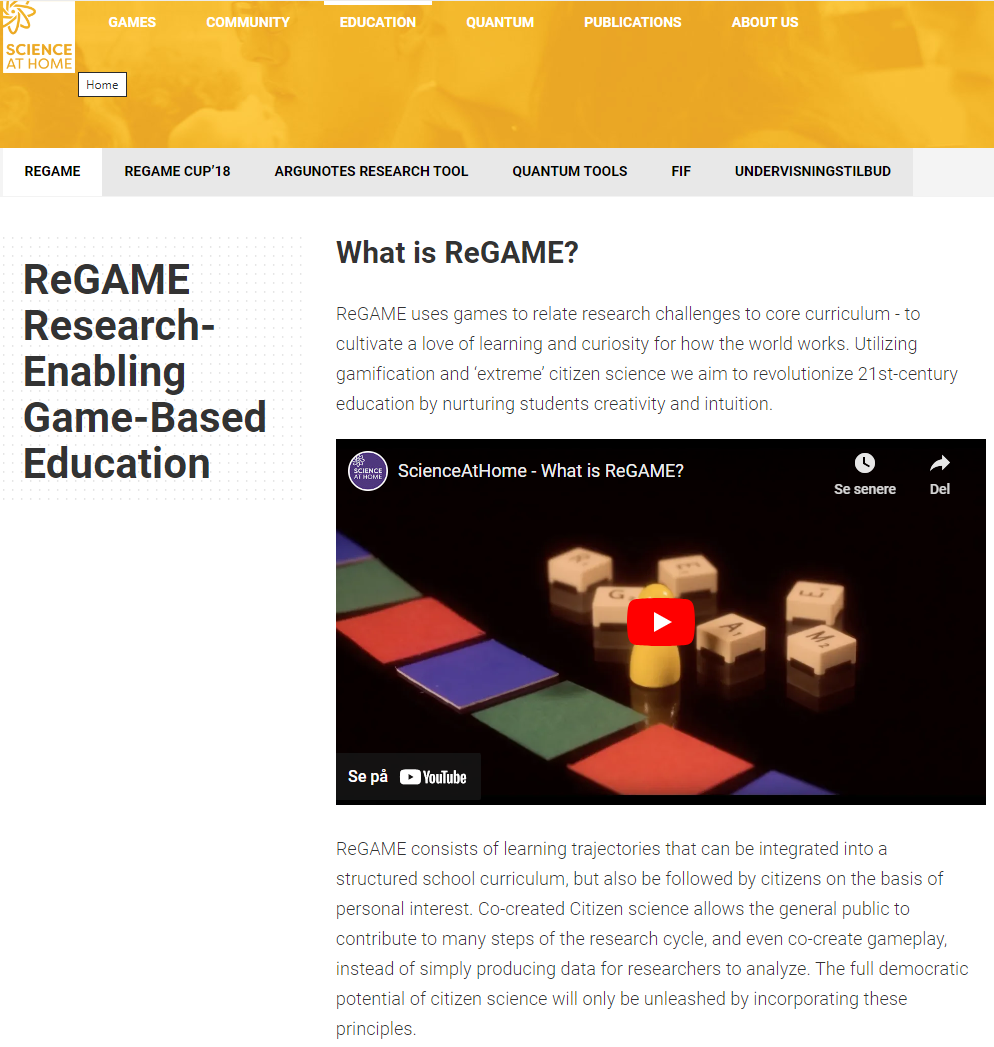 GAMES COMMUNITY EDUCATION QUANTUM PUBLICATIONS ABOUT US
SCIENCE
AT HOME
Home
REGAME REGAME CUP’18 ARGUNOTES RESEARCH TOOL QUANTUM TOOLS FIF UNDERVISNINGSTILBUD
ReGAME
Research-
Enabling
Game-Based
Education
What is ReGAME?
ReGAME uses games to relate research challenges to core curriculum - to
cultivate a love of learning and curiosity for how the world works. Utilizing
gamification and ‘extreme’ citizen science we aim to revolutionize 21st-century
education by nurturing students creativity and intuition.
SCIENCE
AT HOME
ScienceAtHome - What is ReGAME?
Se senere
Del
R E
G A1 M2 E
Se på YouTube
ReGAME consists of learning trajectories that can be integrated into a
structured school curriculum, but also be followed by citizens on the basis of
personal interest. Co-created Citizen science allows the general public to
contribute to many steps of the research cycle, and even co-create gameplay,
instead of simply producing data for researchers to analyze. The full democratic
potential of citizen science will only be unleashed by incorporating these
principles.